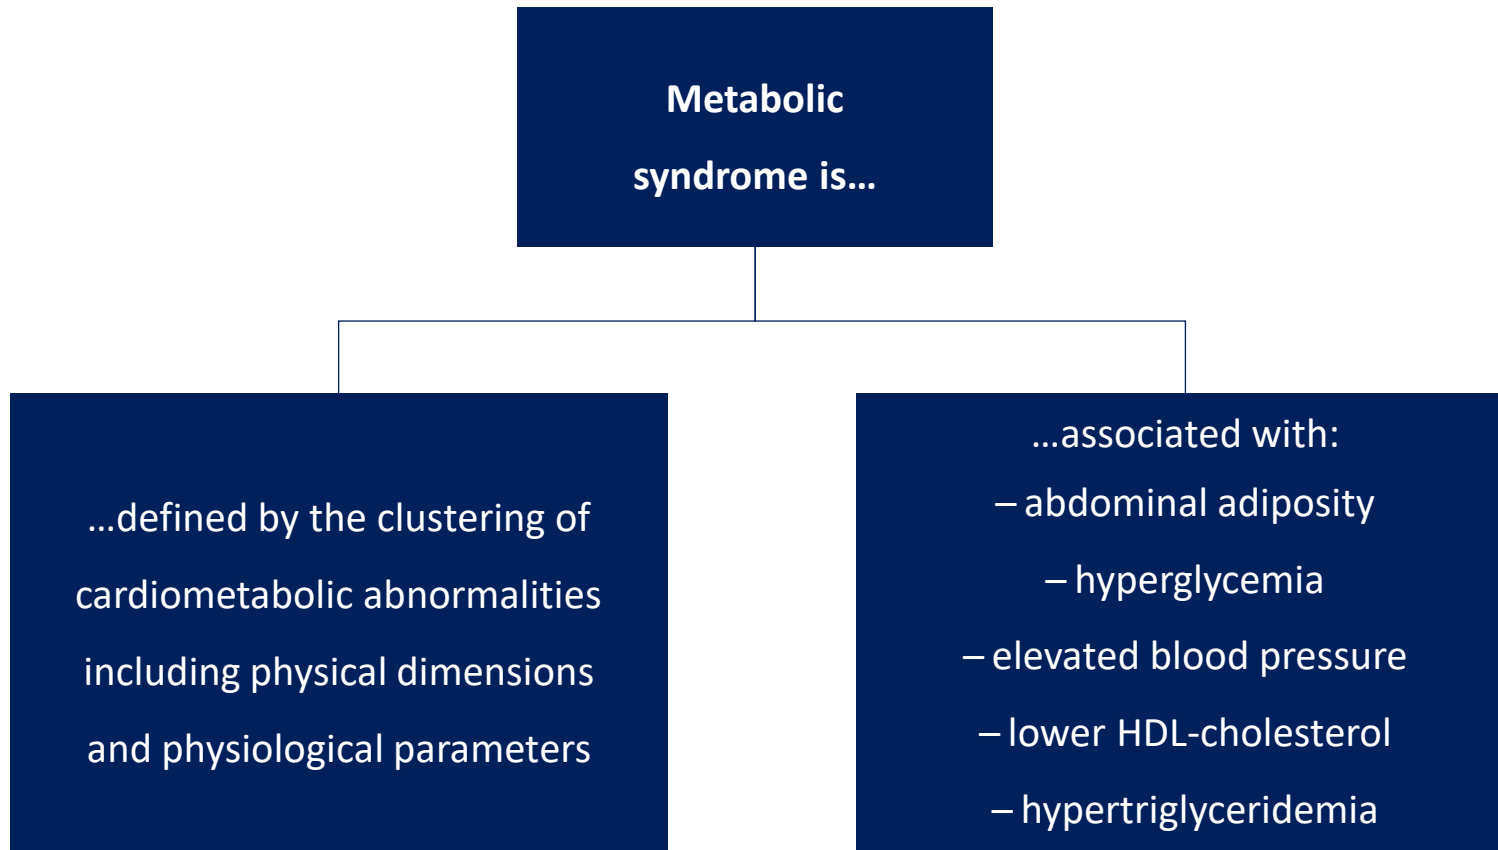 Metabolic
syndrome is…
…defined by the clustering of
cardiometabolic abnormalities
including physical dimensions
and physiological parameters
…associated with:
– abdominal adiposity
– hyperglycemia
– elevated blood pressure
– lower HDL-cholesterol
– hypertriglyceridemia